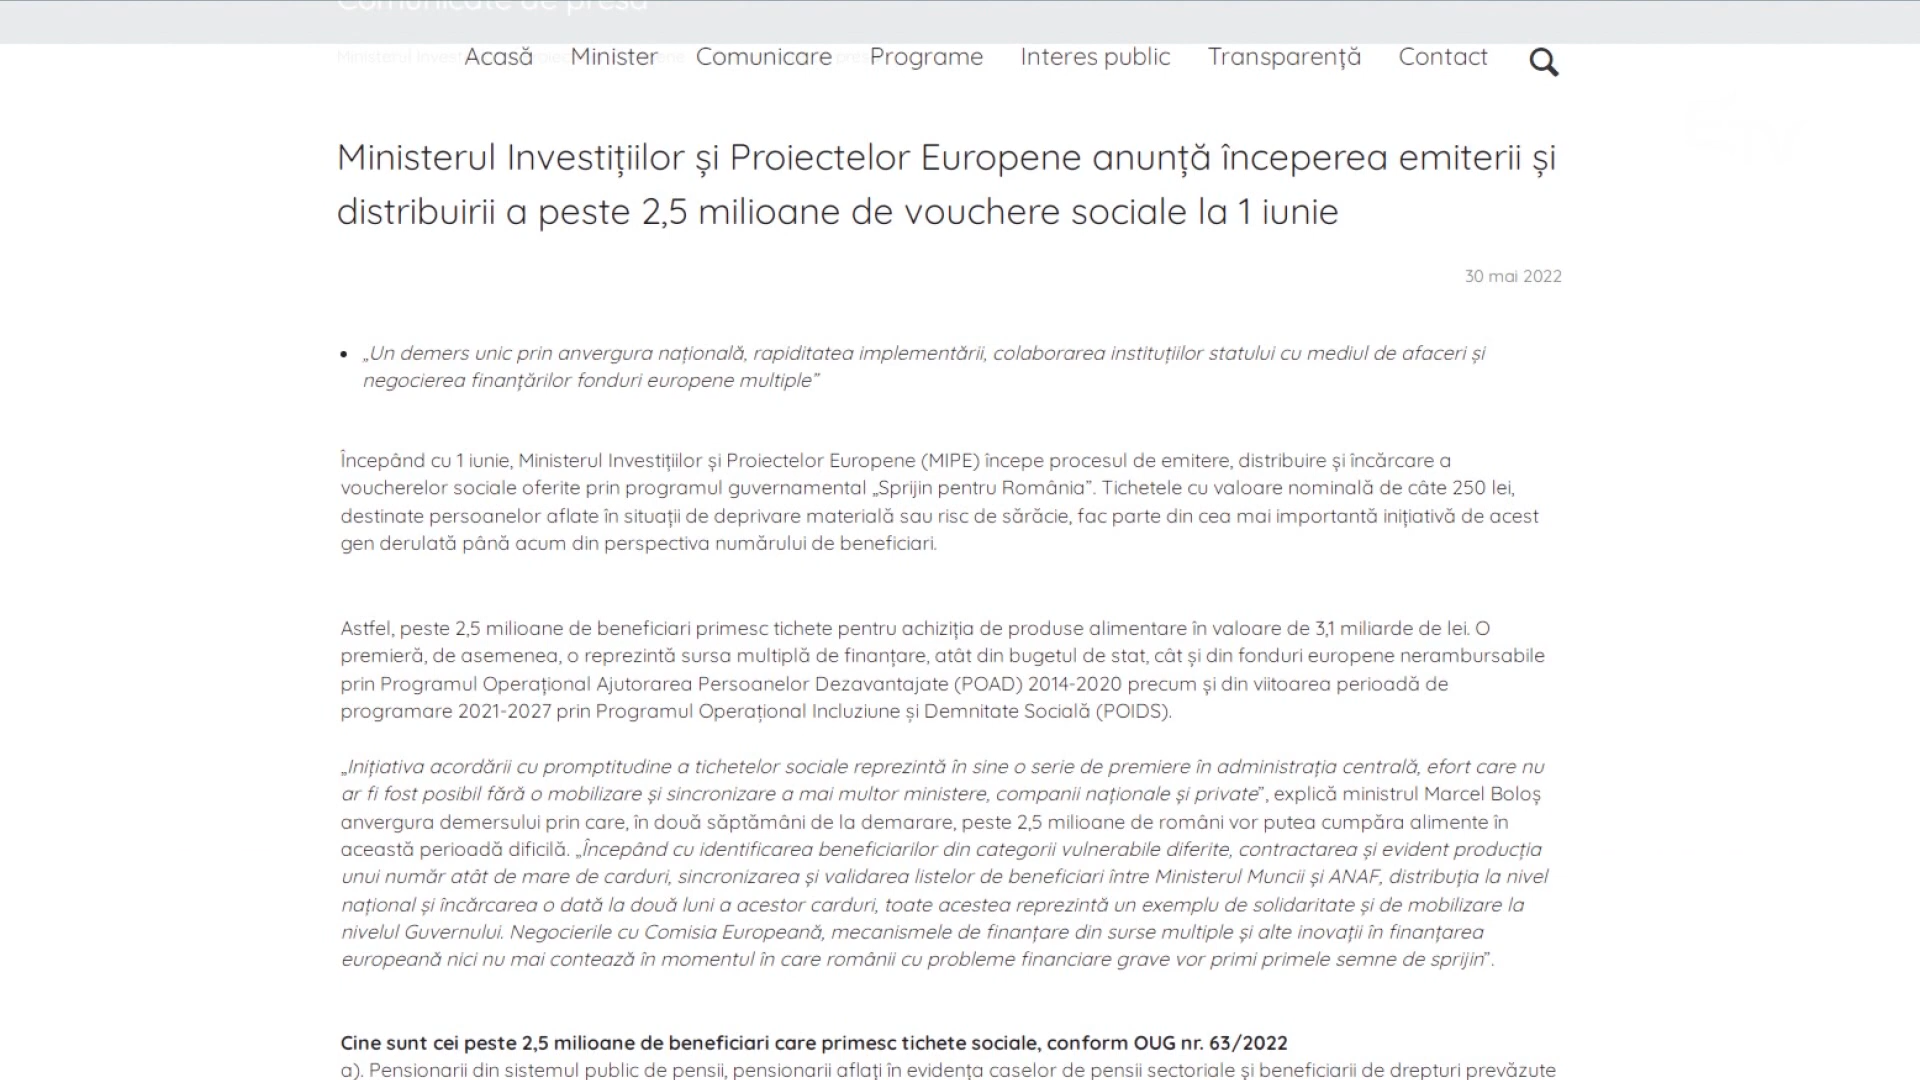 Comunicate de presă
Acasă Minister Comunicare Programe Interes public Transparență Contact
Ministerul Investițiilor și Proiectelor Europene anunță începerea emiterii și
distribuirii a peste 2,5 milioane de vouchere sociale la 1 iunie
30 mai 2022
• „Un demers unic prin anvergura națională, rapiditatea implementării, colaborarea instituțiilor statului cu mediul de afaceri și
negocierea finanțărilor fonduri europene multiple”
Începând cu 1 iunie, Ministerul Investițiilor și Proiectelor Europene (MIPE) începe procesul de emitere, distribuire și încărcare a
voucherelor sociale oferite prin programul guvernamental „Sprijin pentru România”. Tichetele cu valoare nominală de câte 250 lei,
destinate persoanelor aflate în situații de deprivare materială sau risc de sărăcie, fac parte din cea mai importantă inițiativă de acest
gen derulată până acum din perspectiva numărului de beneficiari.
Astfel, peste 2,5 milioane de beneficiari primesc tichete pentru achiziția de produse alimentare în valoare de 3,1 miliarde de lei. O
premieră, de asemenea, o reprezintă sursa multiplă de finanțare, atât din bugetul de stat, cât și din fonduri europene nerambursabile
prin Programul Operațional Ajutorarea Persoanelor Dezavantajate (POAD) 2014-2020 precum și din viitoarea perioadă de
programare 2021-2027 prin Programul Operațional Incluziune și Demnitate Socială (POIDS).
„Inițiativa acordării cu promptitudine a tichetelor sociale reprezintă în sine o serie de premiere în administrația centrală, efort care nu
ar fi fost posibil fără o mobilizare și sincronizare a mai multor ministere, companii naționale și private”, explică ministrul Marcel Boloș
anvergura demersului prin care, în două săptămâni de la demarare, peste 2,5 milioane de români vor putea cumpăra alimente în
această perioadă dificilă. „Începând cu identificarea beneficiarilor din categorii vulnerabile diferite, contractarea și evident producția
unui număr atât de mare de carduri, sincronizarea și validarea listelor de beneficiari între Ministerul Muncii și ANAF, distribuția la nivel
național și încărcarea o dată la două luni a acestor carduri, toate acestea reprezintă un exemplu de solidaritate și de mobilizare la
nivelul Guvernului. Negocierile cu Comisia Europeană, mecanismele de finanțare din surse multiple și alte inovații în finanțarea
europeană nici nu mai contează în momentul în care românii cu probleme financiare grave vor primi primele semne de sprijin”.
Cine sunt cei peste 2,5 milioane de beneficiari care primesc tichete sociale, conform OUG nr. 63/2022
a). Pensionarii din sistemul public de pensii, pensionarii aflați în evidența caselor de pensii sectoriale și beneficiarii de drepturi prevăzute